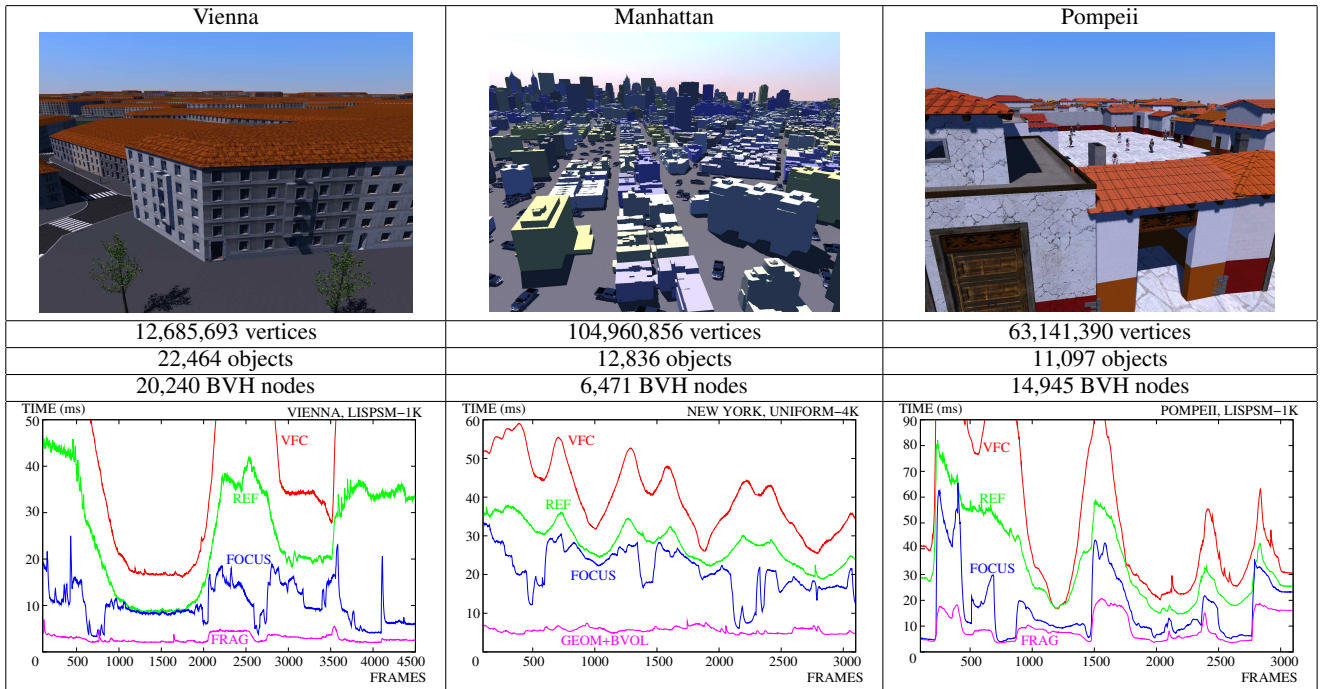 Vienna
Manhattan
Pompeii
12,685,693 vertices
104,960,856 vertices
63,141,390 vertices
22,464 objects
12,836 objects
11,097 objects
20,240 BVH nodes
6,471 BVH nodes
14,945 BVH nodes
TIME (ms)
VIENNA, LISPSM−1K
50
40
30
20
10
0
VFC
REF
FOCUS
FRAG
0 500 1000 1500 2000 2500 3000 3500 4000 4500
FRAMES
TIME (ms)
NEW YORK, UNIFORM−4K
60
50
40
30
20
10
0
VFC
REF
FOCUS
GEOM+BVOL
0 500 1000 1500 2000 2500 3000
FRAMES
TIME (ms)
POMPEII, LISPSM−1K
90
80
70
60
50
40
30
20
10
0
VFC
REF
FOCUS
FRAG
500 1000 1500 2000 2500 3000
FRAMES